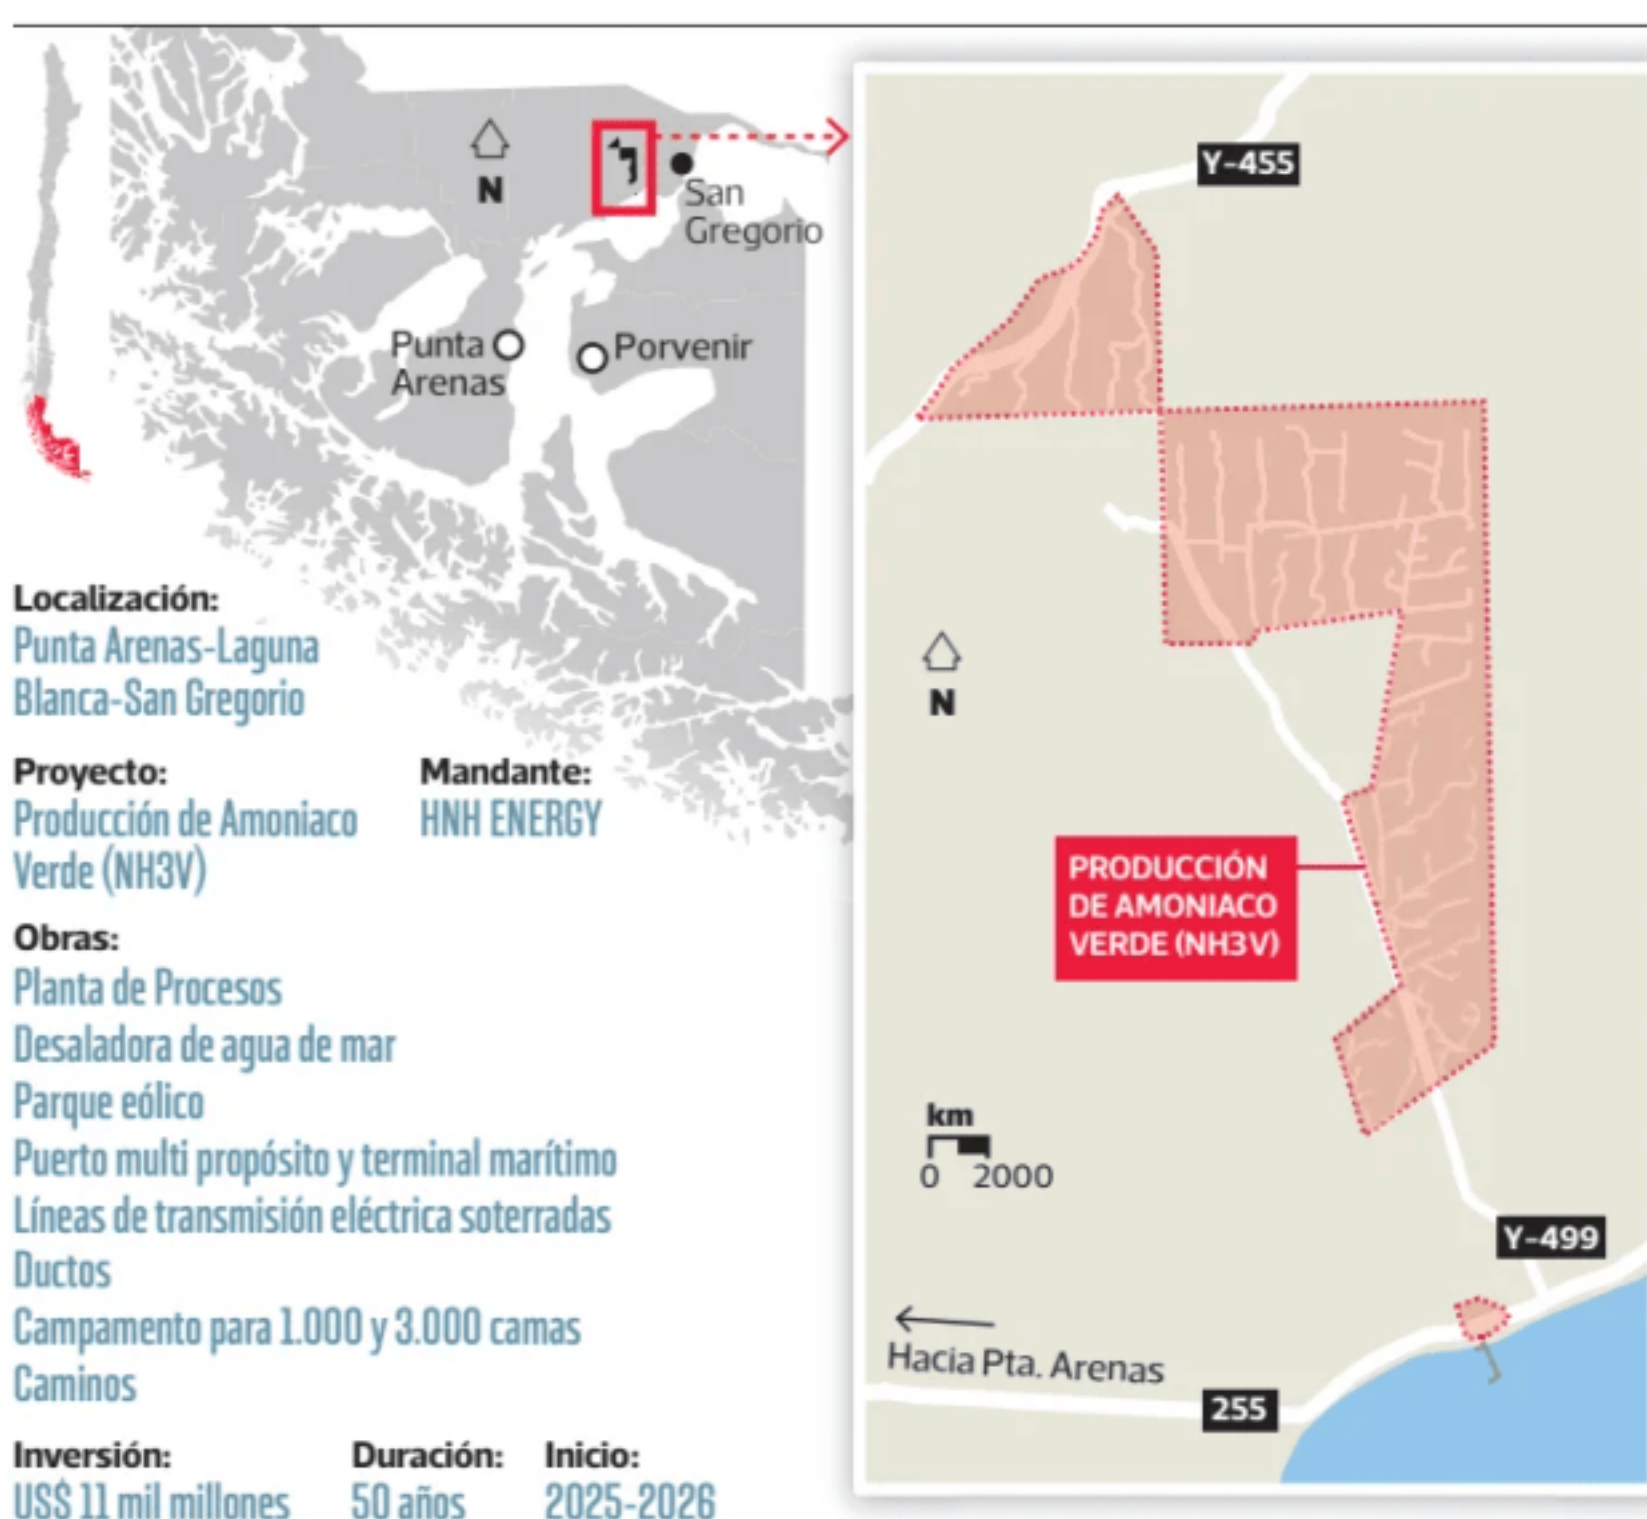 N
San
Gregorio
Punta
Arenas
Porvenir
Localización:
Punta Arenas-Laguna
Blanca-San Gregorio
Proyecto:
Producción de Amoniaco
Verde (NH3V)
Mandante:
HNH ENERGY
Obras:
Planta de Procesos
Desaladora de agua de mar
Parque eólico
Puerto multi propósito y terminal marítimo
Líneas de transmisión eléctrica soterradas
Ductos
Campamento para 1.000 y 3.000 camas
Caminos
Inversión:
US$ 11 mil millones
Duración:
50 años
Inicio:
2025-2026
Y-455
N
PRODUCCIÓN
DE AMONIACO
VERDE (NH3V)
km
0 2000
Y-499
Hacia Pta. Arenas
255